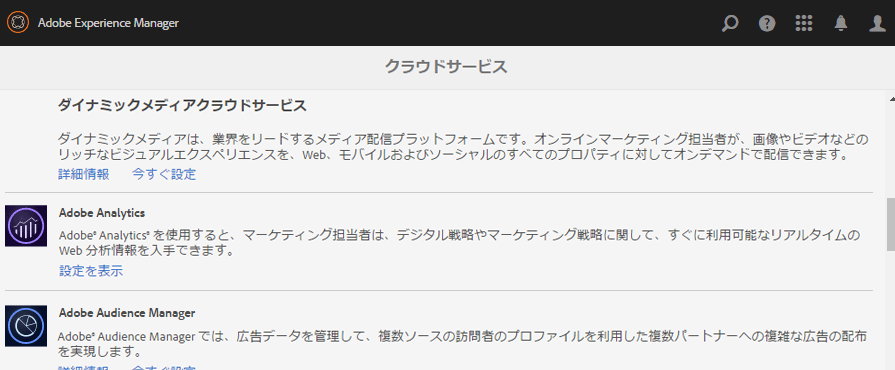 Adobe Experience Manager
クラウドサービス
ダイナミックメディアクラウドサービス
ダイナミックメディアは、業界をリードするメディア配信プラットフォームです。オンラインマーケティング担当者が、画像やビデオなどの
リッチなビジュアルエクスペリエンスを、Web、モバイルおよびソーシャルのすべてのプロパティに対してオンデマンドで配信できます。
詳細情報 今すぐ設定
Adobe Analytics
Adobe® Analytics® を使用すると、マーケティング担当者は、デジタル戦略やマーケティング戦略に関して、すぐに利用可能なリアルタイムの
Web 分析情報を入手できます。
設定を表示
Adobe Audience Manager
Adobe® Audience Manager では、広告データを管理して、複数ソースの訪問者のプロファイルを利用した複数パートナーへの複雑な広告の配布
を実現します。
詳細情報 今すぐ設定